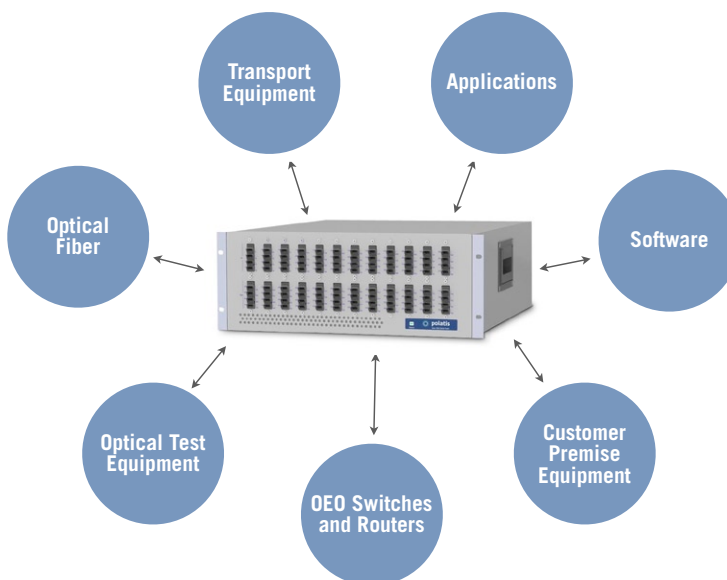 Transport
Equipment
Applications
Optical
Fiber
Software
polatis
Optical Test
Equipment
Customer
Premise
Equipment
OEO Switches
and Routers